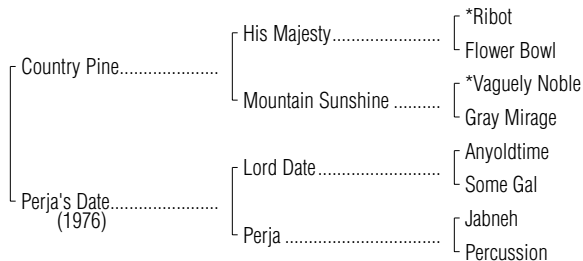 *Ribot
His Majesty........................
Flower Bowl
Country Pine......................
*Vaguely Noble
Mountain Sunshine ..........
Gray Mirage
Anyoldtime
Lord Date...........................
Some Gal
Perja's Date........................
(1976)
Jabneh
Perja ..................................
Percussion